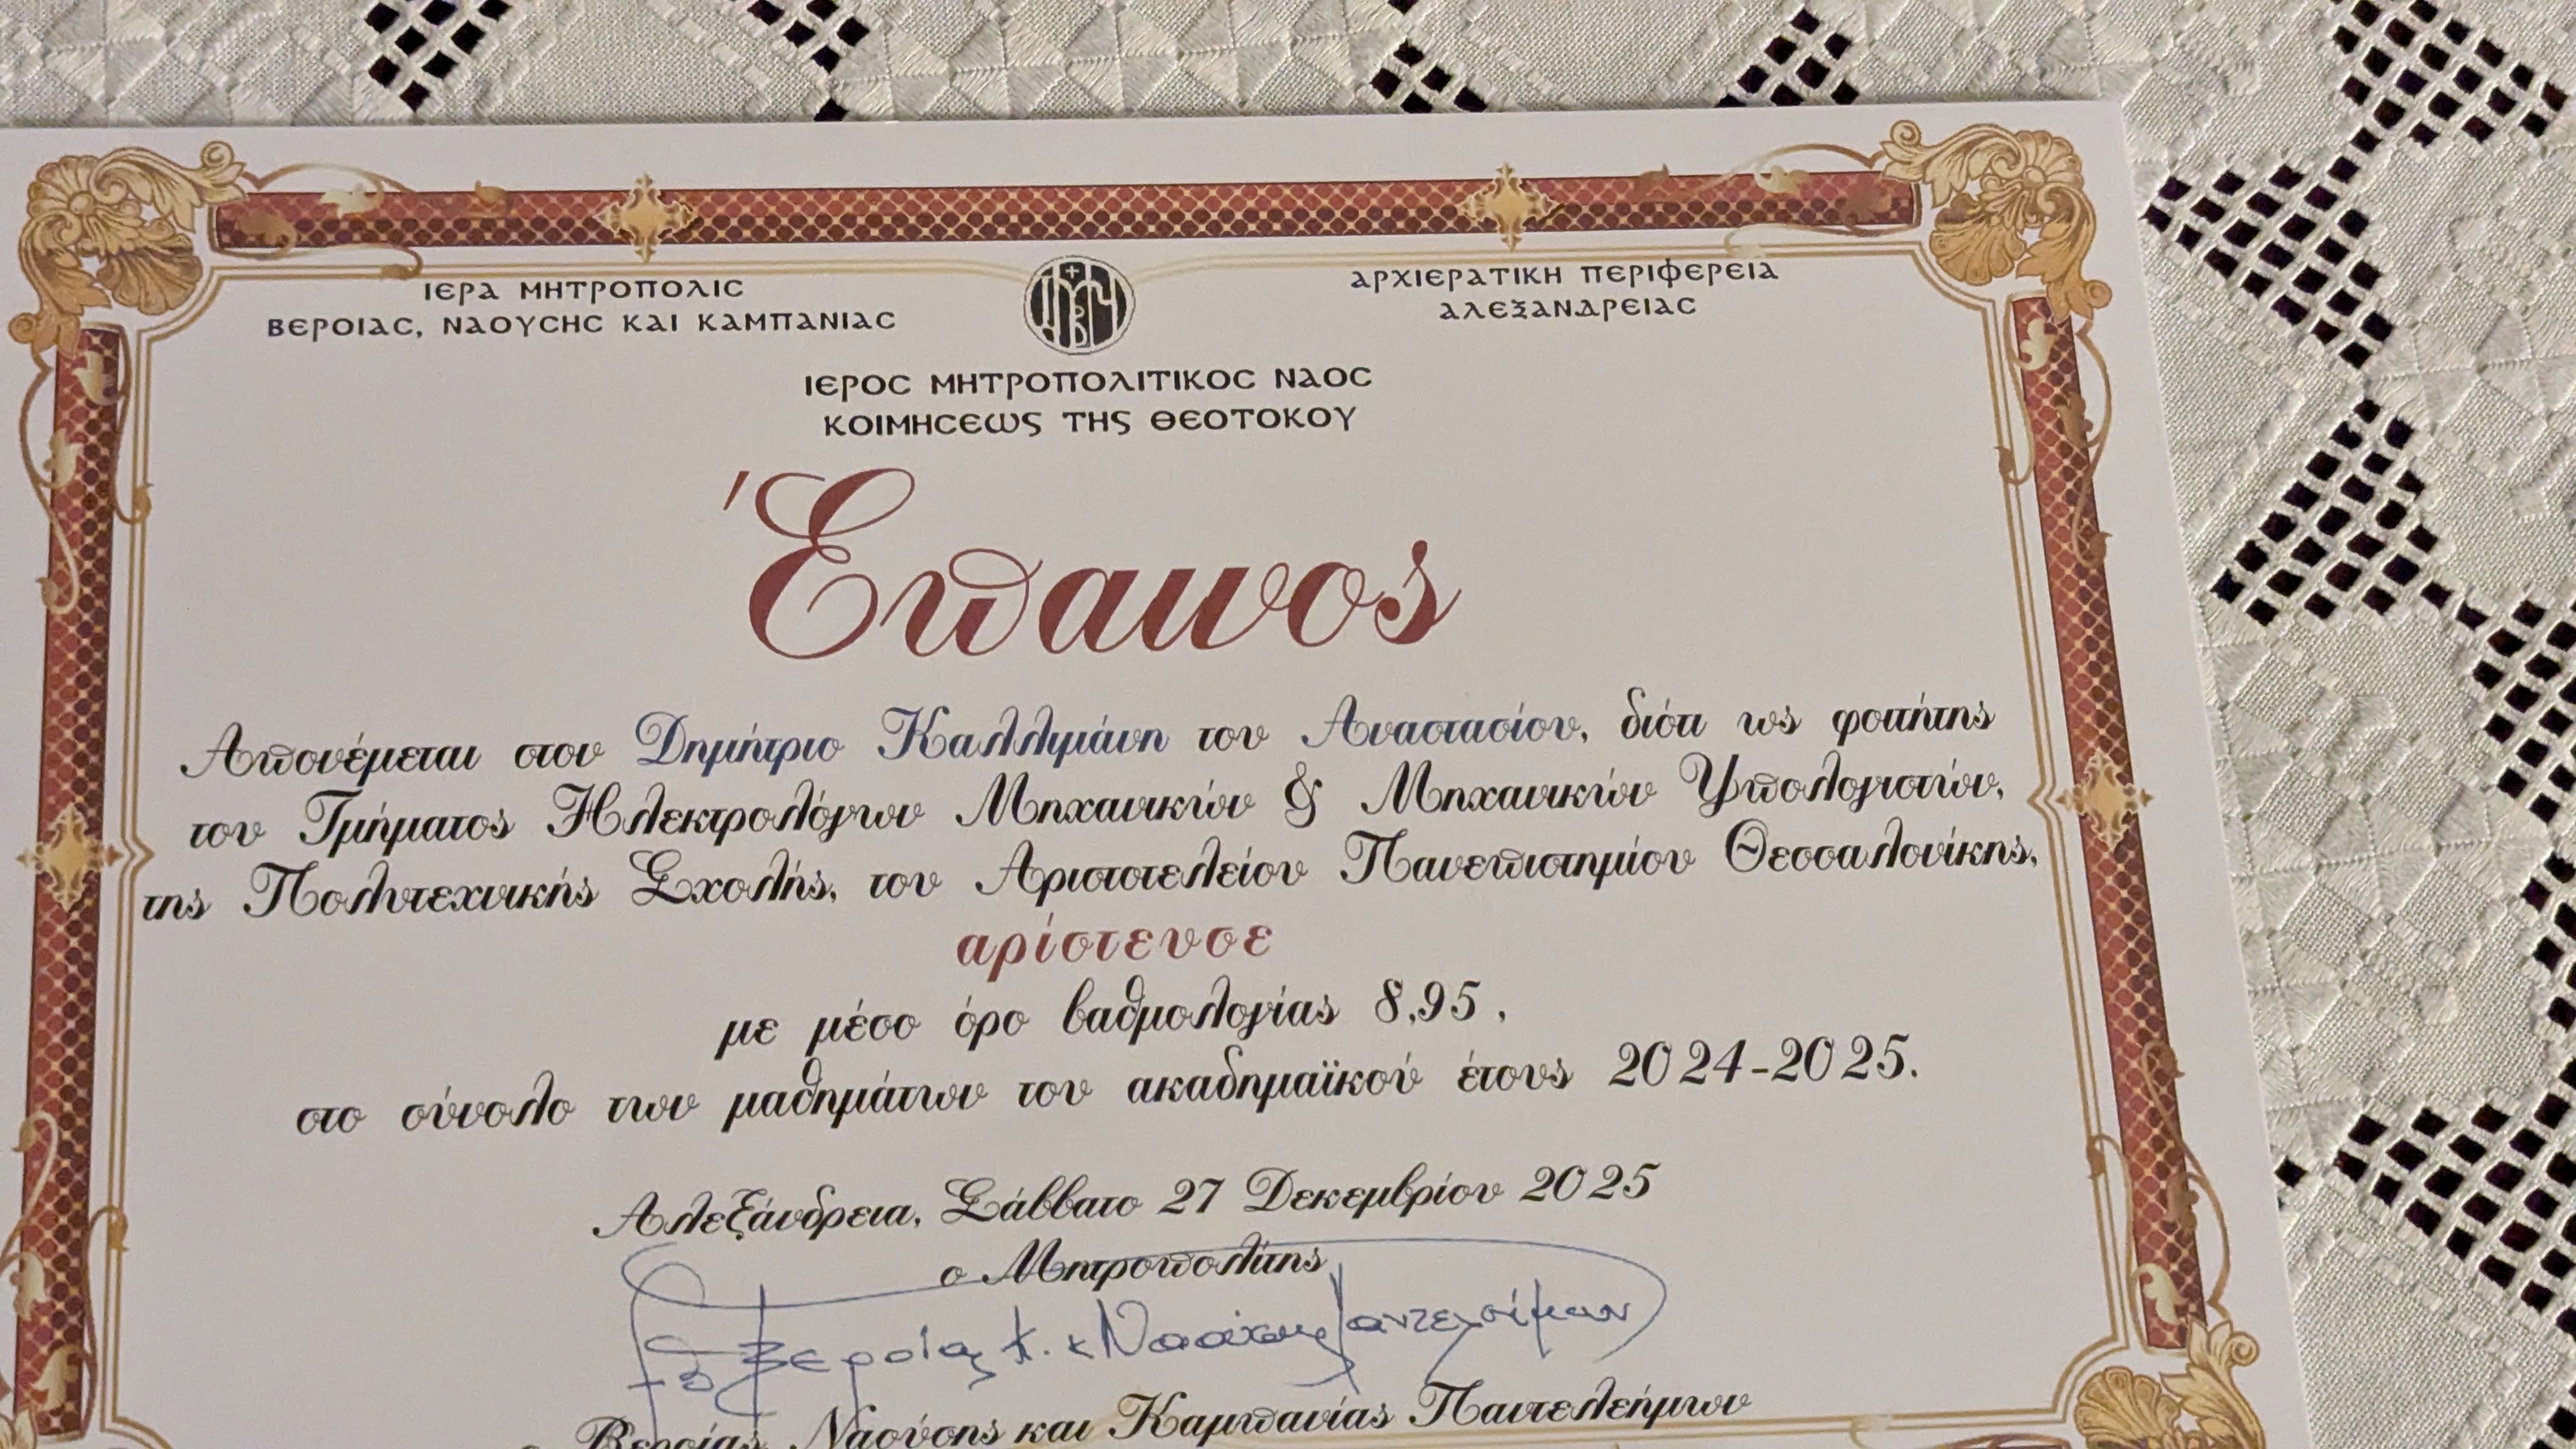 ΙΕΡΑ ΜΗΤΡΟΠΟΛΙΣ
ΒΕΡΟΙΑΣ, ΝΑΟΥΣΗΣ ΚΑΙ ΚΑΜΠΑΝΙΑΣ
ΑΡΧΙΕΡΑΤΙΚΗ ΠΕΡΙΦΕΡΕΙΑ
ΑΛΕΞΑΝΔΡΕΙΑΣ
ΙΕΡΟΣ ΜΗΤΡΟΠΟΛΙΤΙΚΟΣ ΝΑΟΣ
ΚΟΙΜΗΣΕΩΣ ΤΗΣ ΘΕΟΤΟΚΟΥ
Έπαινος
Απονέμεται στον Δημήτριο Καλλιμάνη του Αναστασίου, διότι ως φοιτήτης
του Τμήματος Ηλεκτρολόγων Μηχανικών & Μηχανικών Υπολογιστών,
της Πολυτεχνικής Σχολής, του Αριστοτελείου Πανεπιστημίου Θεσσαλονίκης,
αρίστευσε
με μέσο όρο βαθμολογίας 8,95 ,
στο σύνολο των μαθημάτων του ακαδημαϊκού έτους 2024-2025.
Αλεξάνδρεια, Σάββατο 27 Δεκεμβρίου 2025
ο Μητροπολίτης
Βεροίας Παντελεήμων
Βεροίας, Ναούσης και Καμπανίας Παντελεήμων